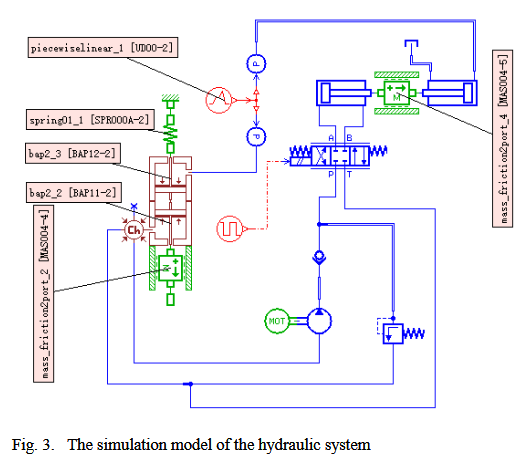 piecewiselinear_1 [UD00-2]
P
mass_friction2port_4 [MAS004-5]
M
spring01_1 [SPR000A-2]
P
A B
bap2_3 [BAP12-2]
P T
bap2_2 [BAP11-2]
Ch
M
mass_friction2port_2 [MAS004-4]
MOT
Fig. 3. The simulation model of the hydraulic system